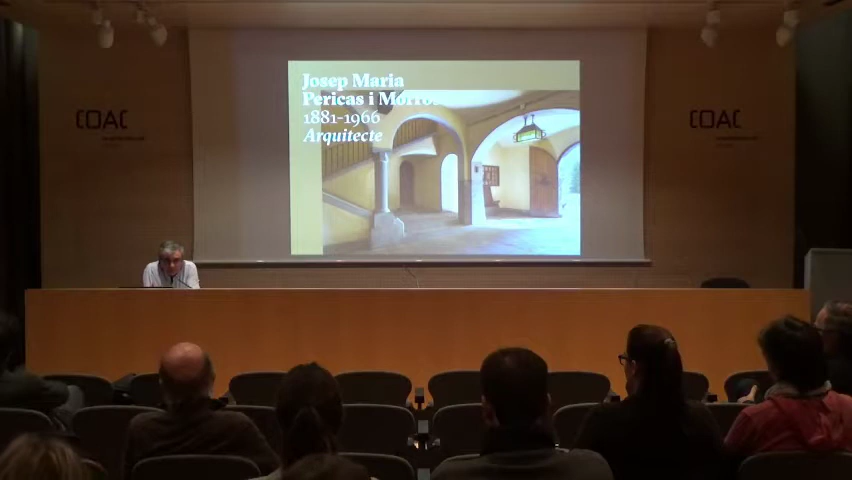 Josep Maria
Pericas i Morros
1881-1966
Arquitecte
COAC
COAC